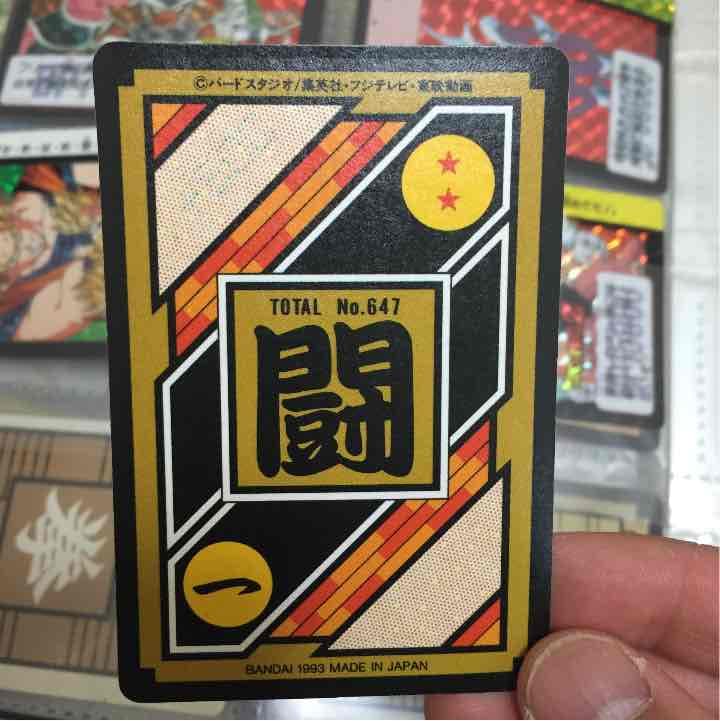 ©バードスタジオ/集英社・フジテレビ・東映動画
TOTAL No.647
闘
一
BANDAI 1993 MADE IN JAPAN
拳